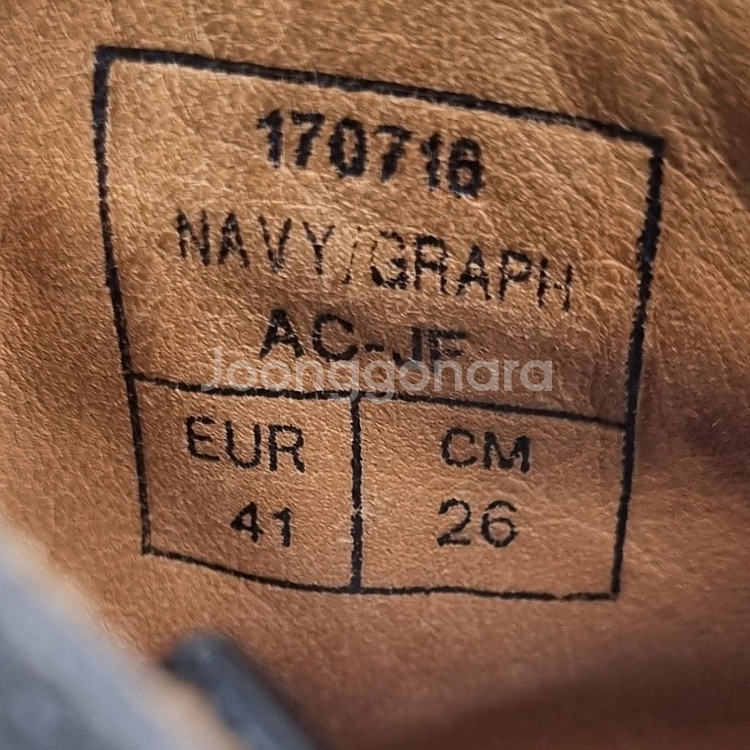 170716
NAVY/GRAPH
AC-JF
Joonggonara
EUR CM
41 26